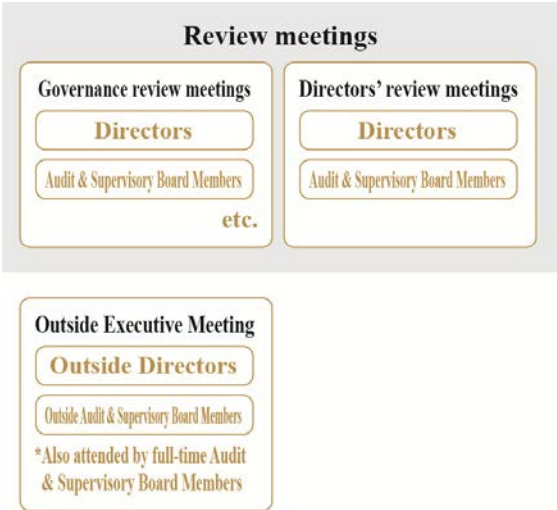 Review meetings
Governance review meetings
Directors
Audit & Supervisory Board Members
etc.
Directors' review meetings
Directors
Audit & Supervisory Board Members
Outside Executive Meeting
Outside Directors
Outside Audit & Supervisory Board Members
*Also attended by full-time Audit
& Supervisory Board Members